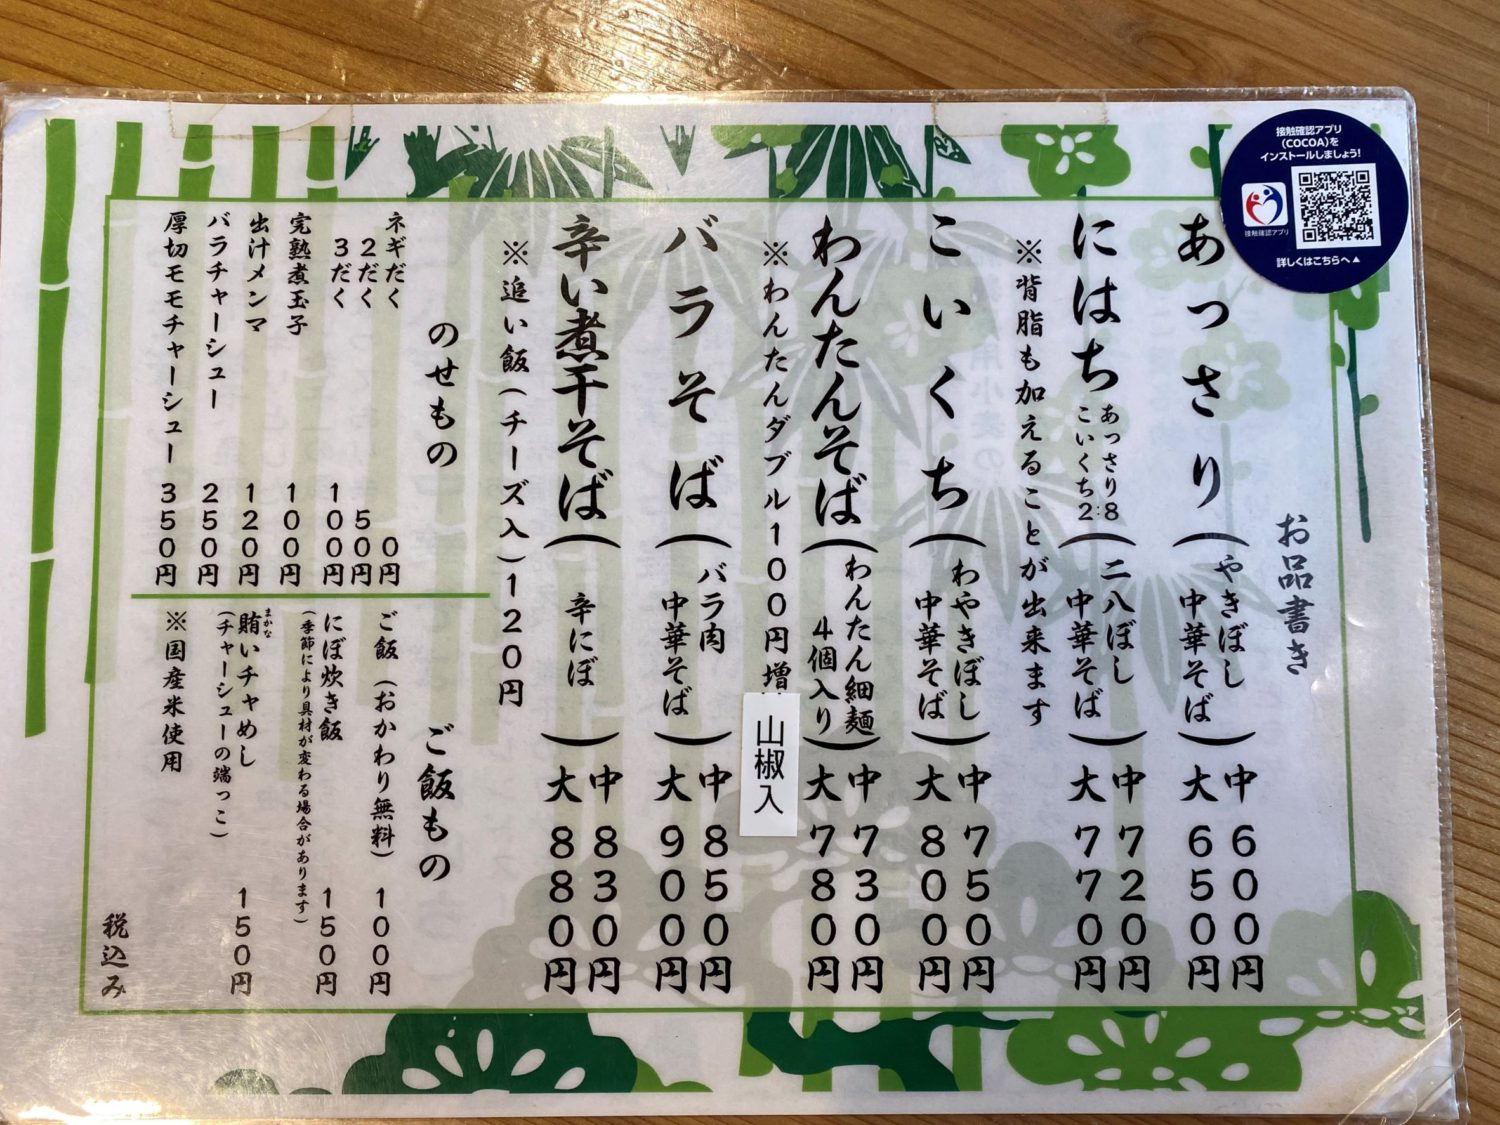 お品書き
あっさり(やきぼし中華そば) 中 600円
大 650円
にはち あっさり8:こいくち2(二八ぼし中華そば) 中 720円
大 770円
※背脂も加えることが出来ます
こいくち(わやきぼし中華そば) 中 750円
大 800円
わんたんそば(わんたん細麺4個入り) 中 730円
大 780円
※わんたんダブル100円増
山椒入
バラそば(バラ肉中華そば) 中 850円
大 900円
辛い煮干そば(辛にぼ) 中 830円
大 880円
※追い飯(チーズ入)120円
のせもの
ネギだく 0円
2だく 50円
3だく 100円
完熟煮玉子 100円
出汁メンマ 120円
バラチャーシュー 250円
厚切モモチャーシュー 350円
ご飯もの
ご飯(おかわり無料) 100円
にぼ炊き飯 150円
(季節により具材が変わる場合があります)
賄いチャめし 150円
まかな
(チャーシューの端っこ)
※国産米使用
税込み
接触確認アプリ
(COCOA)を
インストールしましょう!
接触確認アプリ
詳しくはこちらへ▲